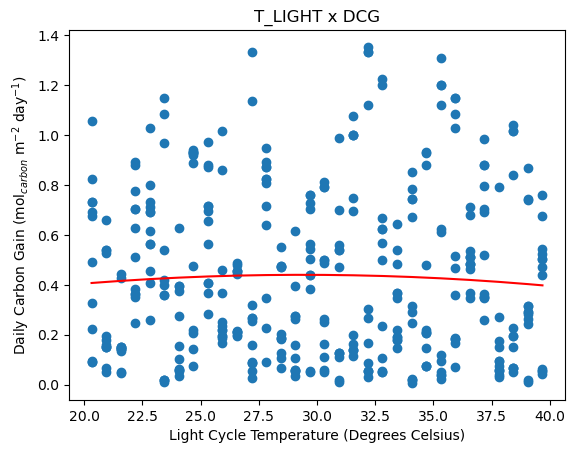 T_LIGHT x DCG
Daily Carbon Gain (mol_carbon m⁻² day⁻¹)
1.4
1.2
1.0
0.8
0.6
0.4
0.2
0.0
20.0 22.5 25.0 27.5 30.0 32.5 35.0 37.5 40.0
Light Cycle Temperature (Degrees Celsius)